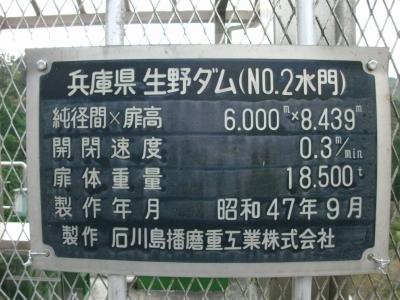 兵庫県 生野ダム(NO.2水門)
純径間×扉高 6.000m×8.439m
開閉速度 0.3m/min
扉体重量 18.500t
製作年月 昭和47年9月
製作 石川島播磨重工業株式会社